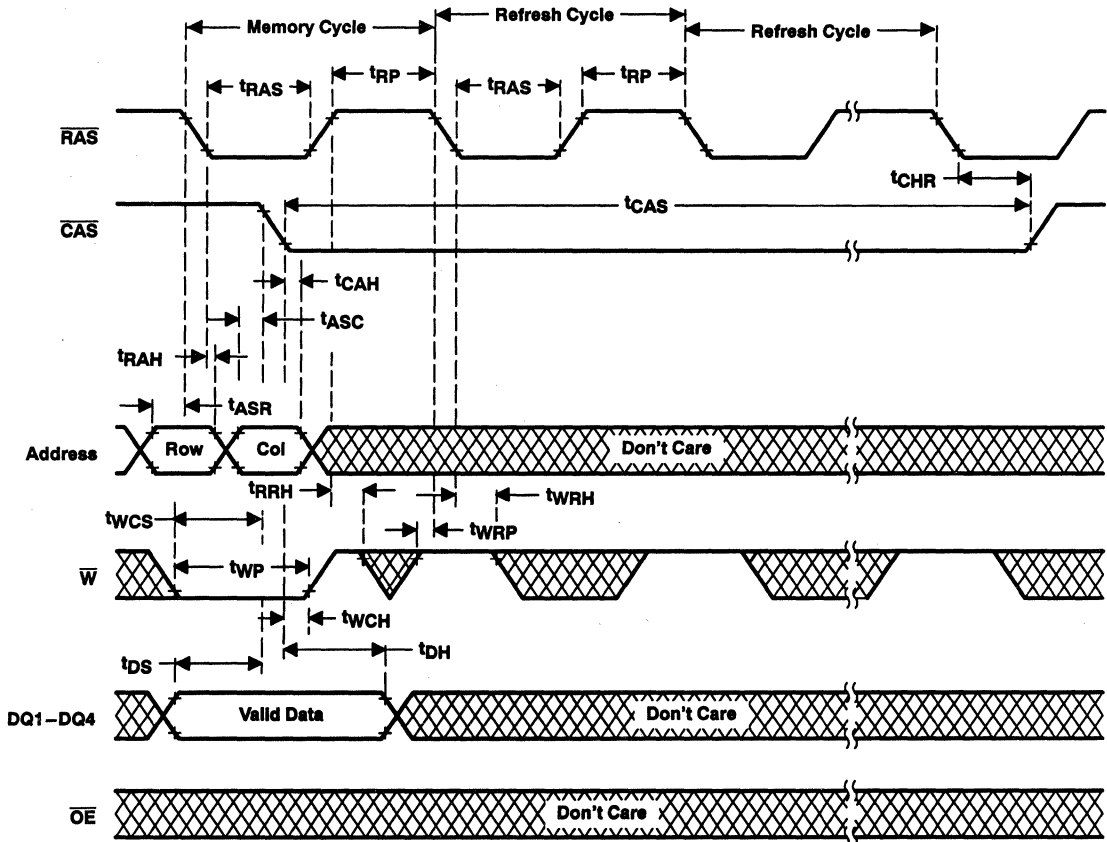 Memory Cycle
Refresh Cycle
Refresh Cycle
tRAS
tRP
tRAS
tRP
RAS
tCHR
tCAS
CAS
tCAH
tASC
tRAH
tASR
Address
Row
Col
Don't Care
tRRH
tWRH
tWCS
tWRP
W
tWP
tWCH
tDS
tDH
DQ1–DQ4
Valid Data
Don't Care
OE
Don't Care